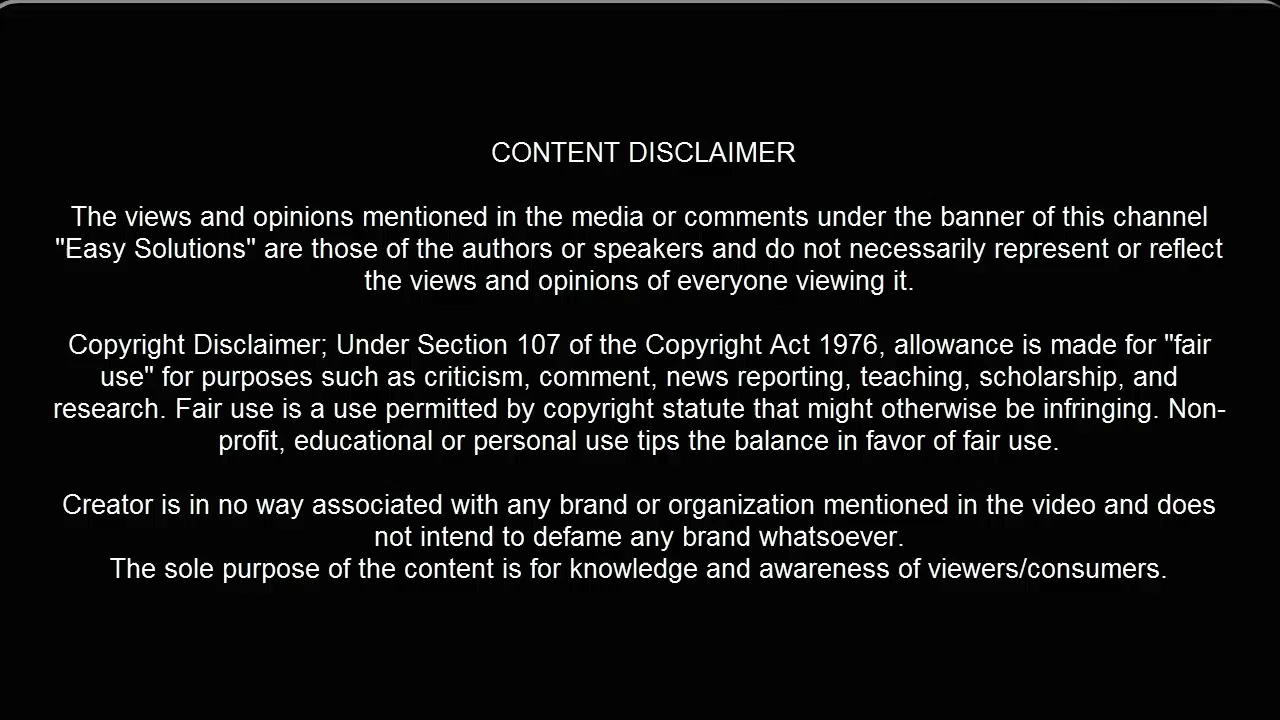 CONTENT DISCLAIMER
The views and opinions mentioned in the media or comments under the banner of this channel
"Easy Solutions" are those of the authors or speakers and do not necessarily represent or reflect
the views and opinions of everyone viewing it.
Copyright Disclaimer; Under Section 107 of the Copyright Act 1976, allowance is made for "fair
use" for purposes such as criticism, comment, news reporting, teaching, scholarship, and
research. Fair use is a use permitted by copyright statute that might otherwise be infringing. Non-
profit, educational or personal use tips the balance in favor of fair use.
Creator is in no way associated with any brand or organization mentioned in the video and does
not intend to defame any brand whatsoever.
The sole purpose of the content is for knowledge and awareness of viewers/consumers.